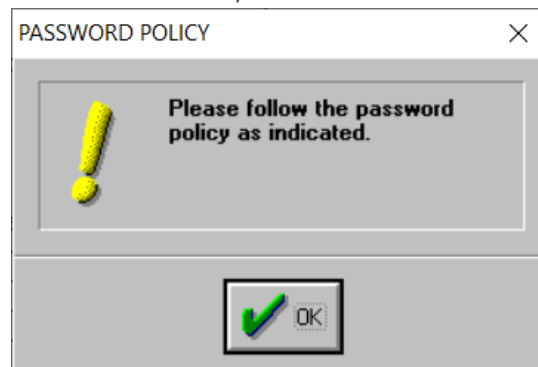 PASSWORD POLICY
Please follow the password
policy as indicated.
OK